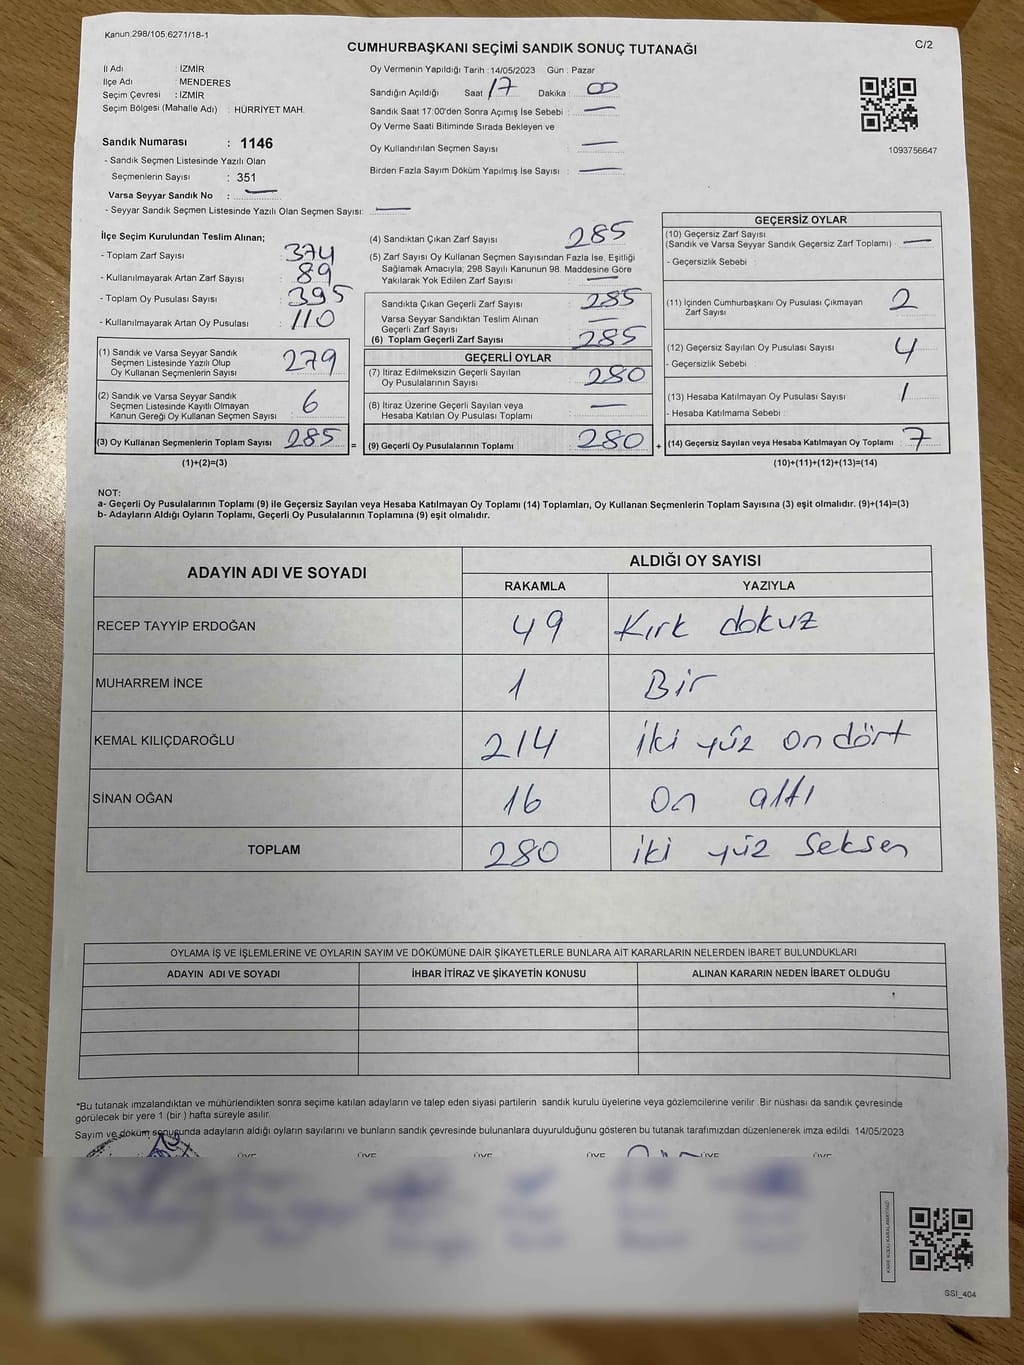 Kanun:298/105.6271/18-1
CUMHURBAŞKANI SEÇİMİ SANDIK SONUÇ TUTANAĞI
C/2
İl Adı : İZMİR
İlçe Adı : MENDERES
Seçim Çevresi : İZMİR
Seçim Bölgesi (Mahalle Adı) : HÜRRİYET MAH.
Oy Vermenin Yapıldığı Tarih :14/05/2023 Gün : Pazar
Sandığın Açıldığı Saat 17 Dakika : 00
Sandık Saat 17:00'den Sonra Açımış İse Sebebi : —
Oy Verme Saati Bitiminde Sırada Bekleyen ve
Oy Kullandırılan Seçmen Sayısı : —
Birden Fazla Sayım Döküm Yapılmış İse Sayısı : —
1093756647
Sandık Numarası : 1146
- Sandık Seçmen Listesinde Yazılı Olan
Seçmenlerin Sayısı : 351
Varsa Seyyar Sandık No : —
- Seyyar Sandık Seçmen Listesinde Yazılı Olan Seçmen Sayısı: —
İlçe Seçim Kurulundan Teslim Alınan;
- Toplam Zarf Sayısı : 374
- Kullanılmayarak Artan Zarf Sayısı : 89
- Toplam Oy Pusulası Sayısı : 395
- Kullanılmayarak Artan Oy Pusulası : 110
(1) Sandık ve Varsa Seyyar Sandık
Seçmen Listesinde Yazılı Olup
Oy Kullanan Seçmenlerin Sayısı 279
(2) Sandık ve Varsa Seyyar Sandık
Seçmen Listesinde Kayıtlı Olmayan
Kanun Gereği Oy Kullanan Seçmen Sayısı 6
(3) Oy Kullanan Seçmenlerin Toplam Sayısı 285 =
(1)+(2)=(3)
(4) Sandıktan Çıkan Zarf Sayısı 285
(5) Zarf Sayısı Oy Kullanan Seçmen Sayısından Fazla İse, Eşitliği
Sağlamak Amacıyla; 298 Sayılı Kanunun 98. Maddesine Göre
Yakılarak Yok Edilen Zarf Sayısı : —
Sandıkta Çıkan Geçerli Zarf Sayısı : 285
Varsa Seyyar Sandıktan Teslim Alınan
Geçerli Zarf Sayısı —
(6) Toplam Geçerli Zarf Sayısı : 285
GEÇERLİ OYLAR
(7) İtiraz Edilmeksizin Geçerli Sayılan
Oy Pusulalarının Sayısı : 280
(8) İtiraz Üzerine Geçerli Sayılan veya
Hesaba Katılan Oy Pusulası Toplamı : —
(9) Geçerli Oy Pusulalarının Toplamı : 280 +
GEÇERSİZ OYLAR
(10) Geçersiz Zarf Sayısı
(Sandık ve Varsa Seyyar Sandık Geçersiz Zarf Toplamı) : —
- Geçersizlik Sebebi :
(11) İçinden Cumhurbaşkanı Oy Pusulası Çıkmayan
Zarf Sayısı 2
(12) Geçersiz Sayılan Oy Pusulası Sayısı 4
- Geçersizlik Sebebi :
(13) Hesaba Katılmayan Oy Pusulası Sayısı : 1
- Hesaba Katılmama Sebebi :
(14) Geçersiz Sayılan veya Hesaba Katılmayan Oy Toplamı : 7
(10)+(11)+(12)+(13)=(14)
NOT:
a- Geçerli Oy Pusulalarının Toplamı (9) ile Geçersiz Sayılan veya Hesaba Katılmayan Oy Toplamı (14) Toplamları, Oy Kullanan Seçmenlerin Toplam Sayısına (3) eşit olmalıdır. (9)+(14)=(3)
b- Adayların Aldığı Oyların Toplamı, Geçerli Oy Pusulalarının Toplamına (9) eşit olmalıdır.
ADAYIN ADI VE SOYADI
ALDIĞI OY SAYISI
RAKAMLA YAZIYLA
RECEP TAYYİP ERDOĞAN 49 Kırk dokuz
MUHARREM İNCE 1 Bir
KEMAL KILIÇDAROĞLU 214 iki yüz on dört
SİNAN OĞAN 16 On altı
TOPLAM 280 iki yüz Seksen
OYLAMA İŞ VE İŞLEMLERİNE VE OYLARIN SAYIM VE DÖKÜMÜNE DAİR ŞİKAYETLERLE BUNLARA AİT KARARLARIN NELERDEN İBARET BULUNDUKLARI
ADAYIN ADI VE SOYADI İHBAR İTİRAZ VE ŞİKAYETİN KONUSU ALINAN KARARIN NEDEN İBARET OLDUĞU
*Bu tutanak imzalandıktan ve mühürlendikten sonra seçime katılan adayların ve talep eden siyasi partilerin sandık kurulu üyelerine veya gözlemcilerine verilir .Bir nüshası da sandık çevresinde
görülecek bir yere 1 (bir ) hafta süreyle asılır.
Sayım ve döküm sonuşunda adayların aldığı oyların sayılarını ve bunların sandık çevresinde bulunanlara duyurulduğunu gösteren bu tutanak tarafımızdan düzenlenerek imza edildi. 14/05/2023
ÜYE ÜYE ÜYE ÜYE ÜYE ÜYE
KARE KODU KARALAMAYINIZ!
SSI_404